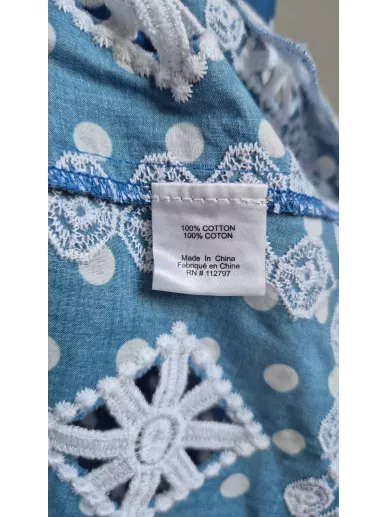 100% COTTON
100% COTON
Made In China
Fabriqué en Chine
RN # 112797